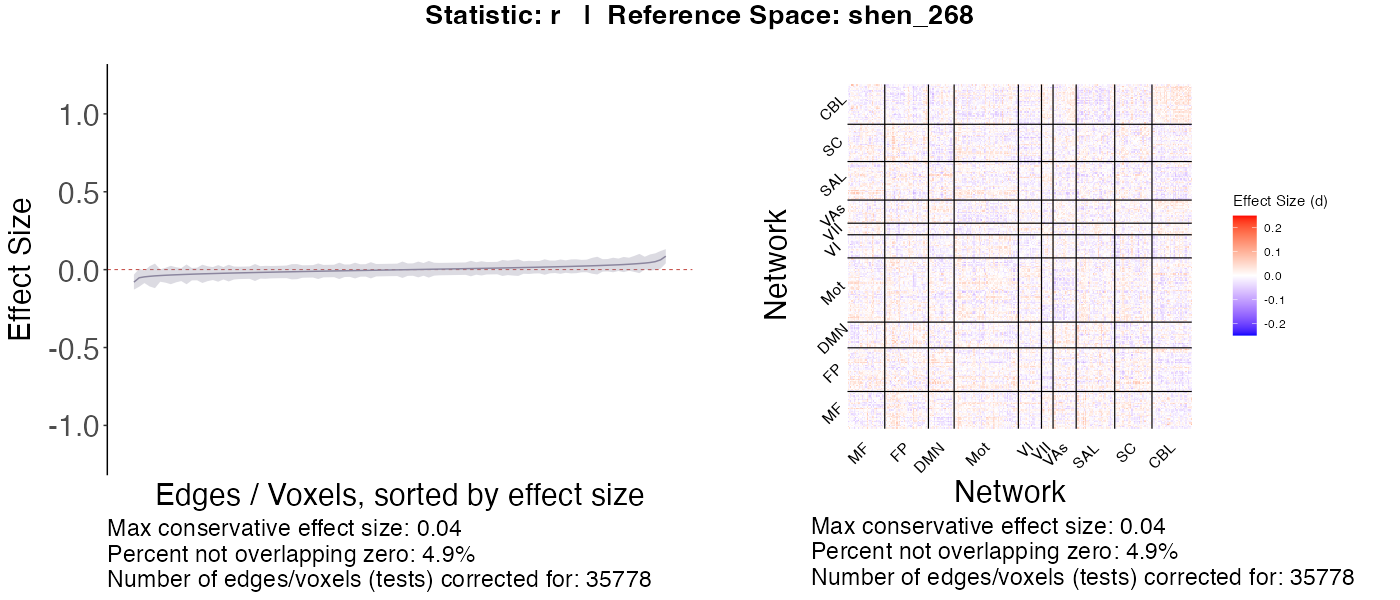 Statistic: r | Reference Space: shen_268
Effect Size
1.0
0.5
0.0
-0.5
-1.0
Edges / Voxels, sorted by effect size
Max conservative effect size: 0.04
Percent not overlapping zero: 4.9%
Number of edges/voxels (tests) corrected for: 35778
Network
CBL
SC
SAL
VAs
VII
VI
Mot
DMN
FP
MF
MF
FP
DMN
Mot
VI
VII
VAs
SAL
SC
CBL
Network
Max conservative effect size: 0.04
Percent not overlapping zero: 4.9%
Number of edges/voxels (tests) corrected for: 35778
Effect Size (d)
0.2
0.1
0.0
-0.1
-0.2